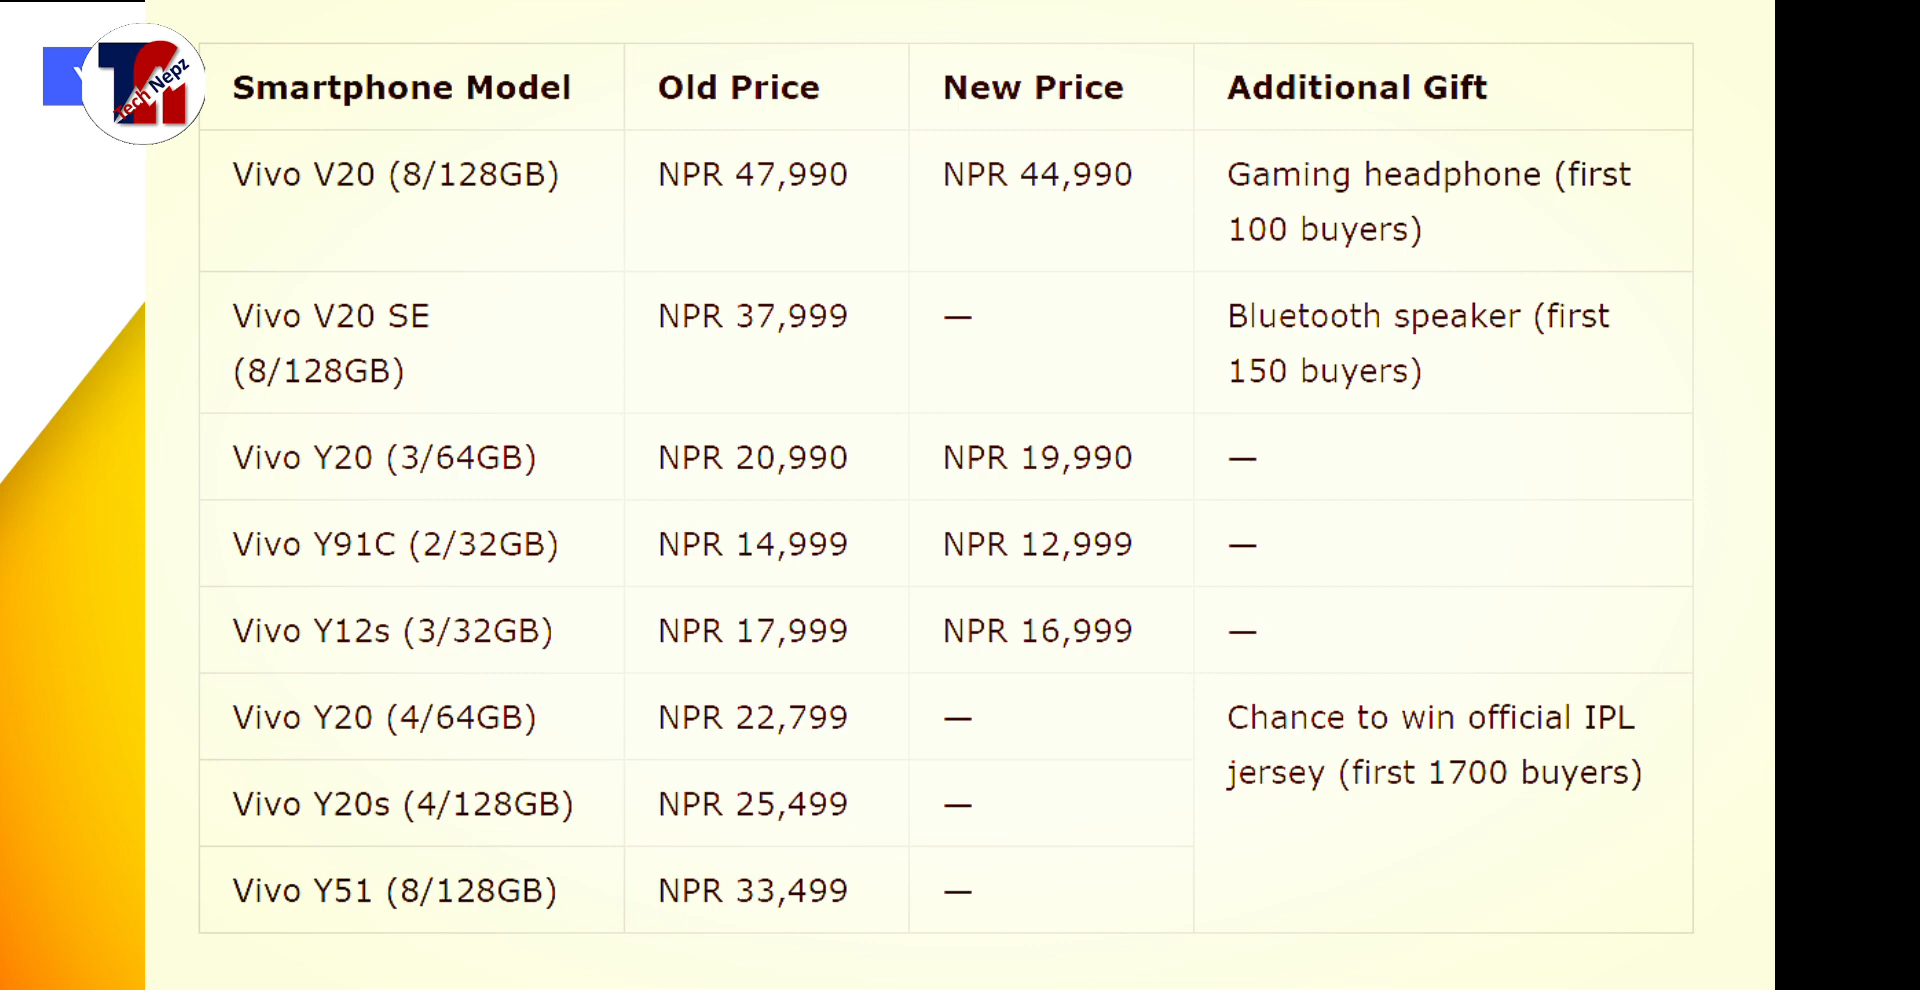 Tech Nepz
Smartphone Model Old Price New Price Additional Gift
Vivo V20 (8/128GB) NPR 47,990 NPR 44,990 Gaming headphone (first
100 buyers)
Vivo V20 SE NPR 37,999 — Bluetooth speaker (first
(8/128GB) 150 buyers)
Vivo Y20 (3/64GB) NPR 20,990 NPR 19,990 —
Vivo Y91C (2/32GB) NPR 14,999 NPR 12,999 —
Vivo Y12s (3/32GB) NPR 17,999 NPR 16,999 —
Vivo Y20 (4/64GB) NPR 22,799 — Chance to win official IPL
jersey (first 1700 buyers)
Vivo Y20s (4/128GB) NPR 25,499 —
Vivo Y51 (8/128GB) NPR 33,499 —